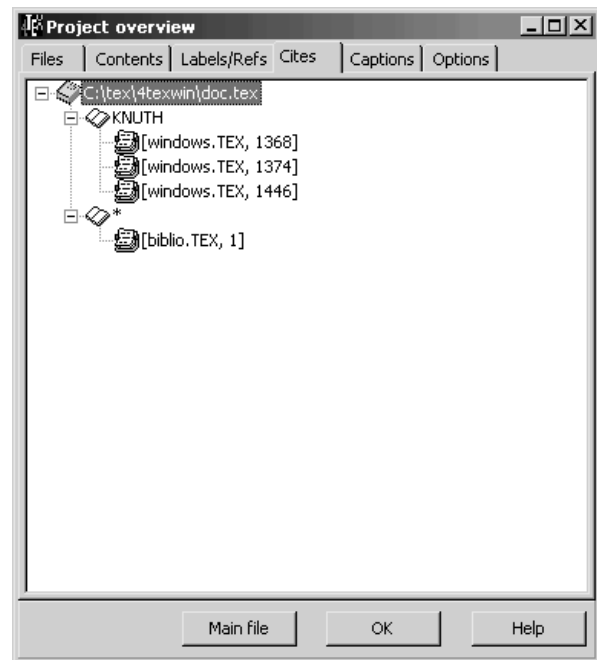 Project overview
Files Contents Labels/Refs Cites Captions Options
C:\tex\4texwin\doc.tex
KNUTH
[windows.TEX, 1368]
[windows.TEX, 1374]
[windows.TEX, 1446]
*
[biblio.TEX, 1]
Main file OK Help